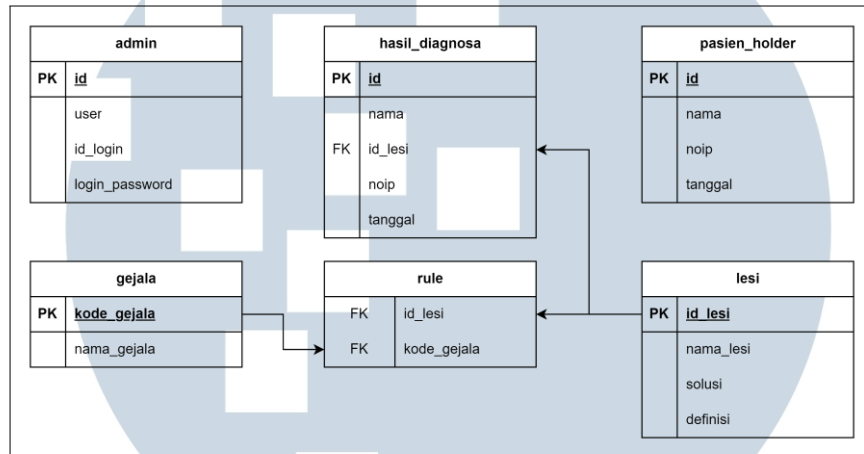 admin
PK id
user
id_login
login_password
hasil_diagnosa
PK id
nama
FK id_lesi
noip
tanggal
pasien_holder
PK id
nama
noip
tanggal
gejala
PK kode_gejala
nama_gejala
rule
FK id_lesi
FK kode_gejala
lesi
PK id_lesi
nama_lesi
solusi
definisi